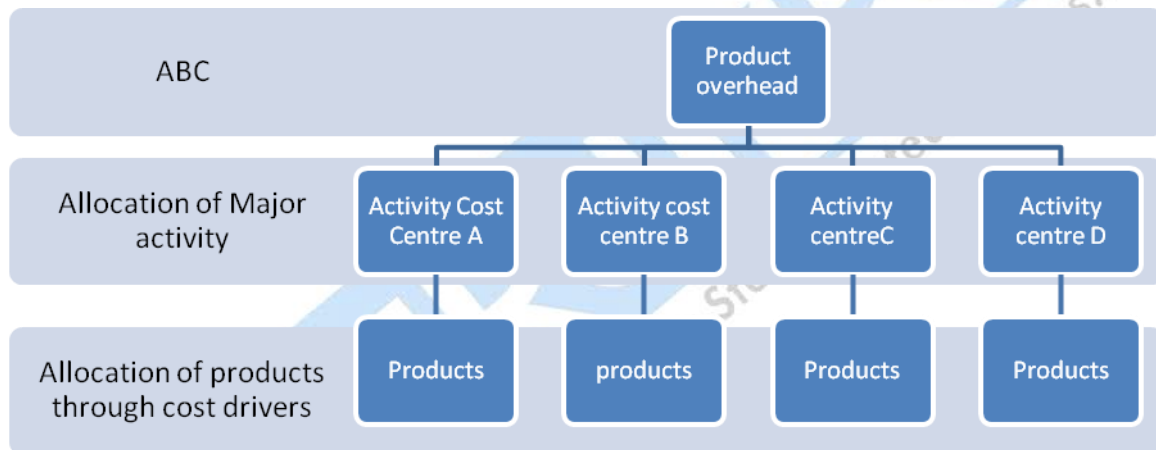 ABC
Product
overhead
Allocation of Major
activity
Activity Cost
Centre A
Activity cost
centre B
Activity
centreC
Activity
centre D
Allocation of products
through cost drivers
Products
products
Products
Products